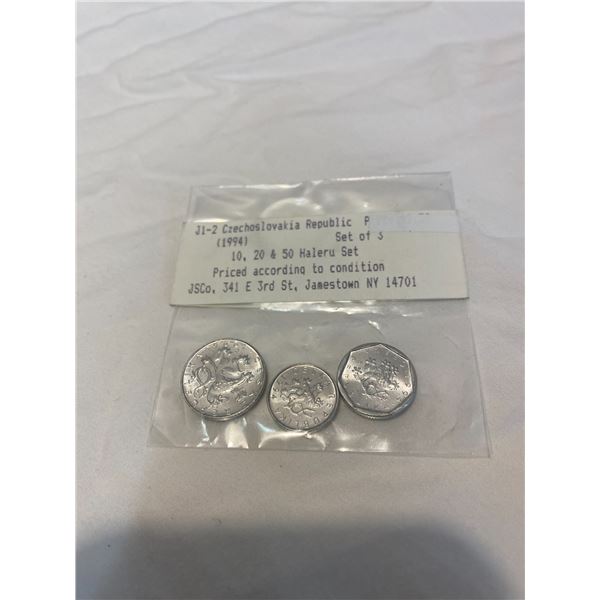 J1-2 Czechoslovakia Republic
(1994) Set of 3
10, 20 & 50 Haleru Set
Priced according to condition
JSCo, 341 E 3rd St, Jamestown NY 14701